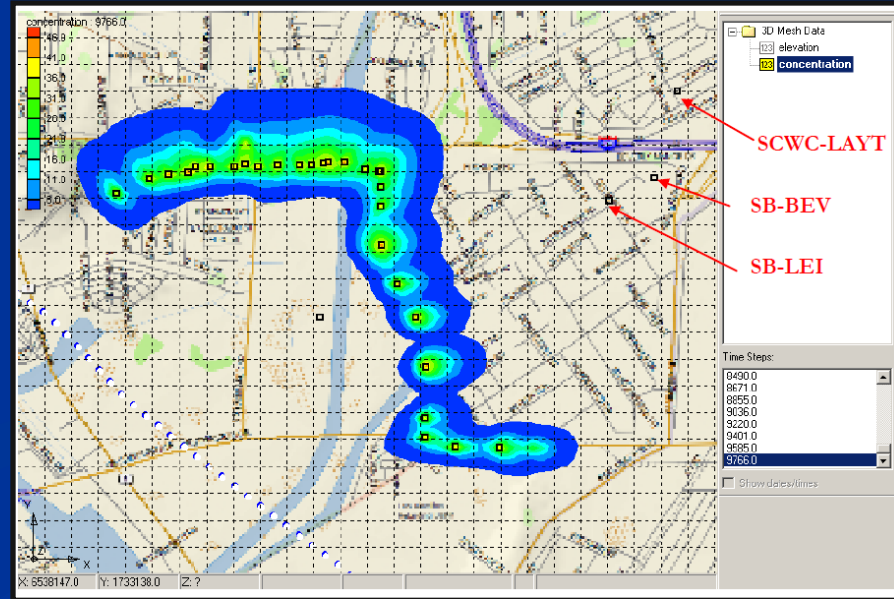 concentration 9766.0
46.0
41.0
36.0
31.0
16.0
11.0
3D Mesh Data
elevation
concentration
SCWC-LAYT
SB-BEV
SB-LEI
Time Steps:
8490.0
8671.0
8855.0
9036.0
9220.0
9401.0
9585.0
9766.0
Show dates/times
Y
Z
X
X: 6538147.0
Y: 1733138.0
Z: ?